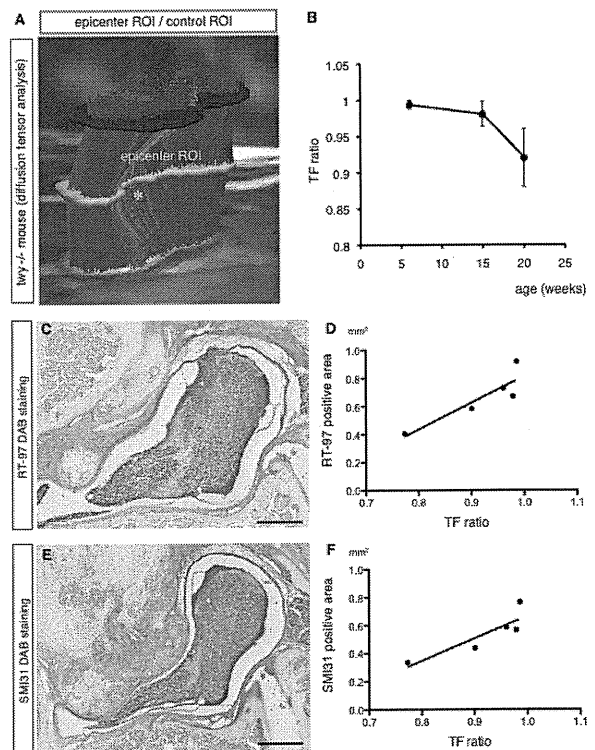 A epicenter ROI / control ROI
twy -/- mouse (diffusion tensor analysis)
epicenter ROI
*
B
TF ratio
1.05
1
0.95
0.9
0.85
0.8
0 5 10 15 20 25
age (weeks)
C
RT-97 DAB staining
D
mm²
RT-97 positive area
1.0
0.8
0.6
0.4
0.2
0.0
0.7 0.8 0.9 1.0 1.1
TF ratio
E
SMI31 DAB staining
F
mm²
SMI31 positive area
1.0
0.8
0.6
0.4
0.2
0.0
0.7 0.8 0.9 1.0 1.1
TF ratio